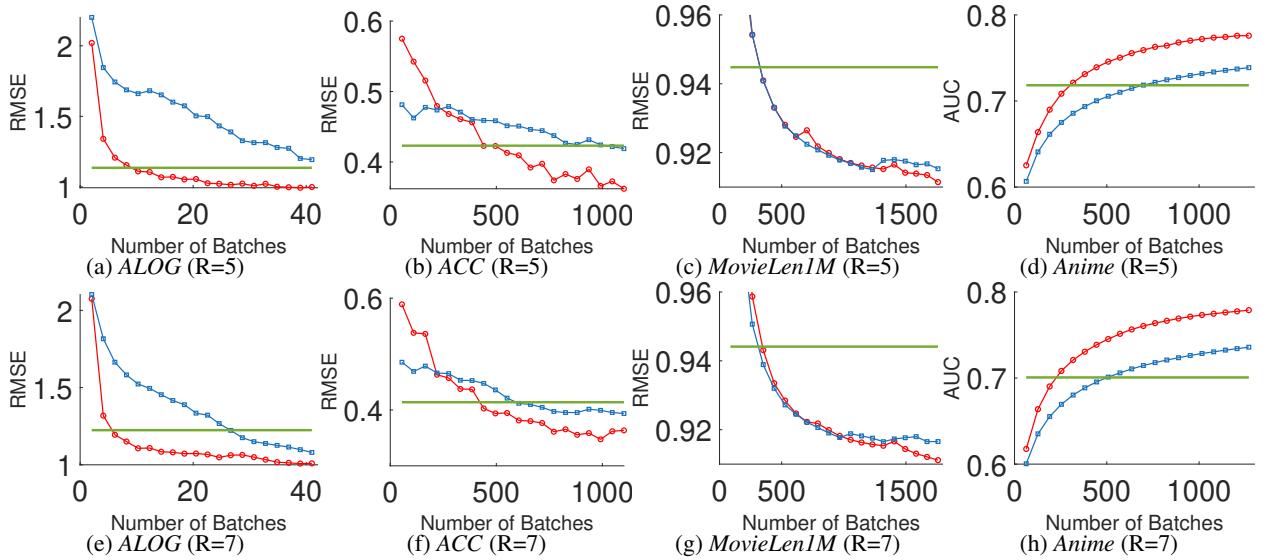 2
1.5
1
RMSE
0 20 40
Number of Batches
(a) ALOG (R=5)
0.6
0.4
RMSE
0 500 1000
Number of Batches
(b) ACC (R=5)
0.96
0.94
0.92
RMSE
500 1500
Number of Batches
(c) MovieLen1M (R=5)
0.8
0.7
0.6
AUC
0 500 1000
Number of Batches
(d) Anime (R=5)
2
1.5
1
RMSE
0 20 40
Number of Batches
(e) ALOG (R=7)
0.6
0.4
RMSE
0 500 1000
Number of Batches
(f) ACC (R=7)
0.96
0.94
0.92
RMSE
500 1500
Number of Batches
(g) MovieLen1M (R=7)
0.8
0.7
0.6
AUC
0 500 1000
Number of Batches
(h) Anime (R=7)